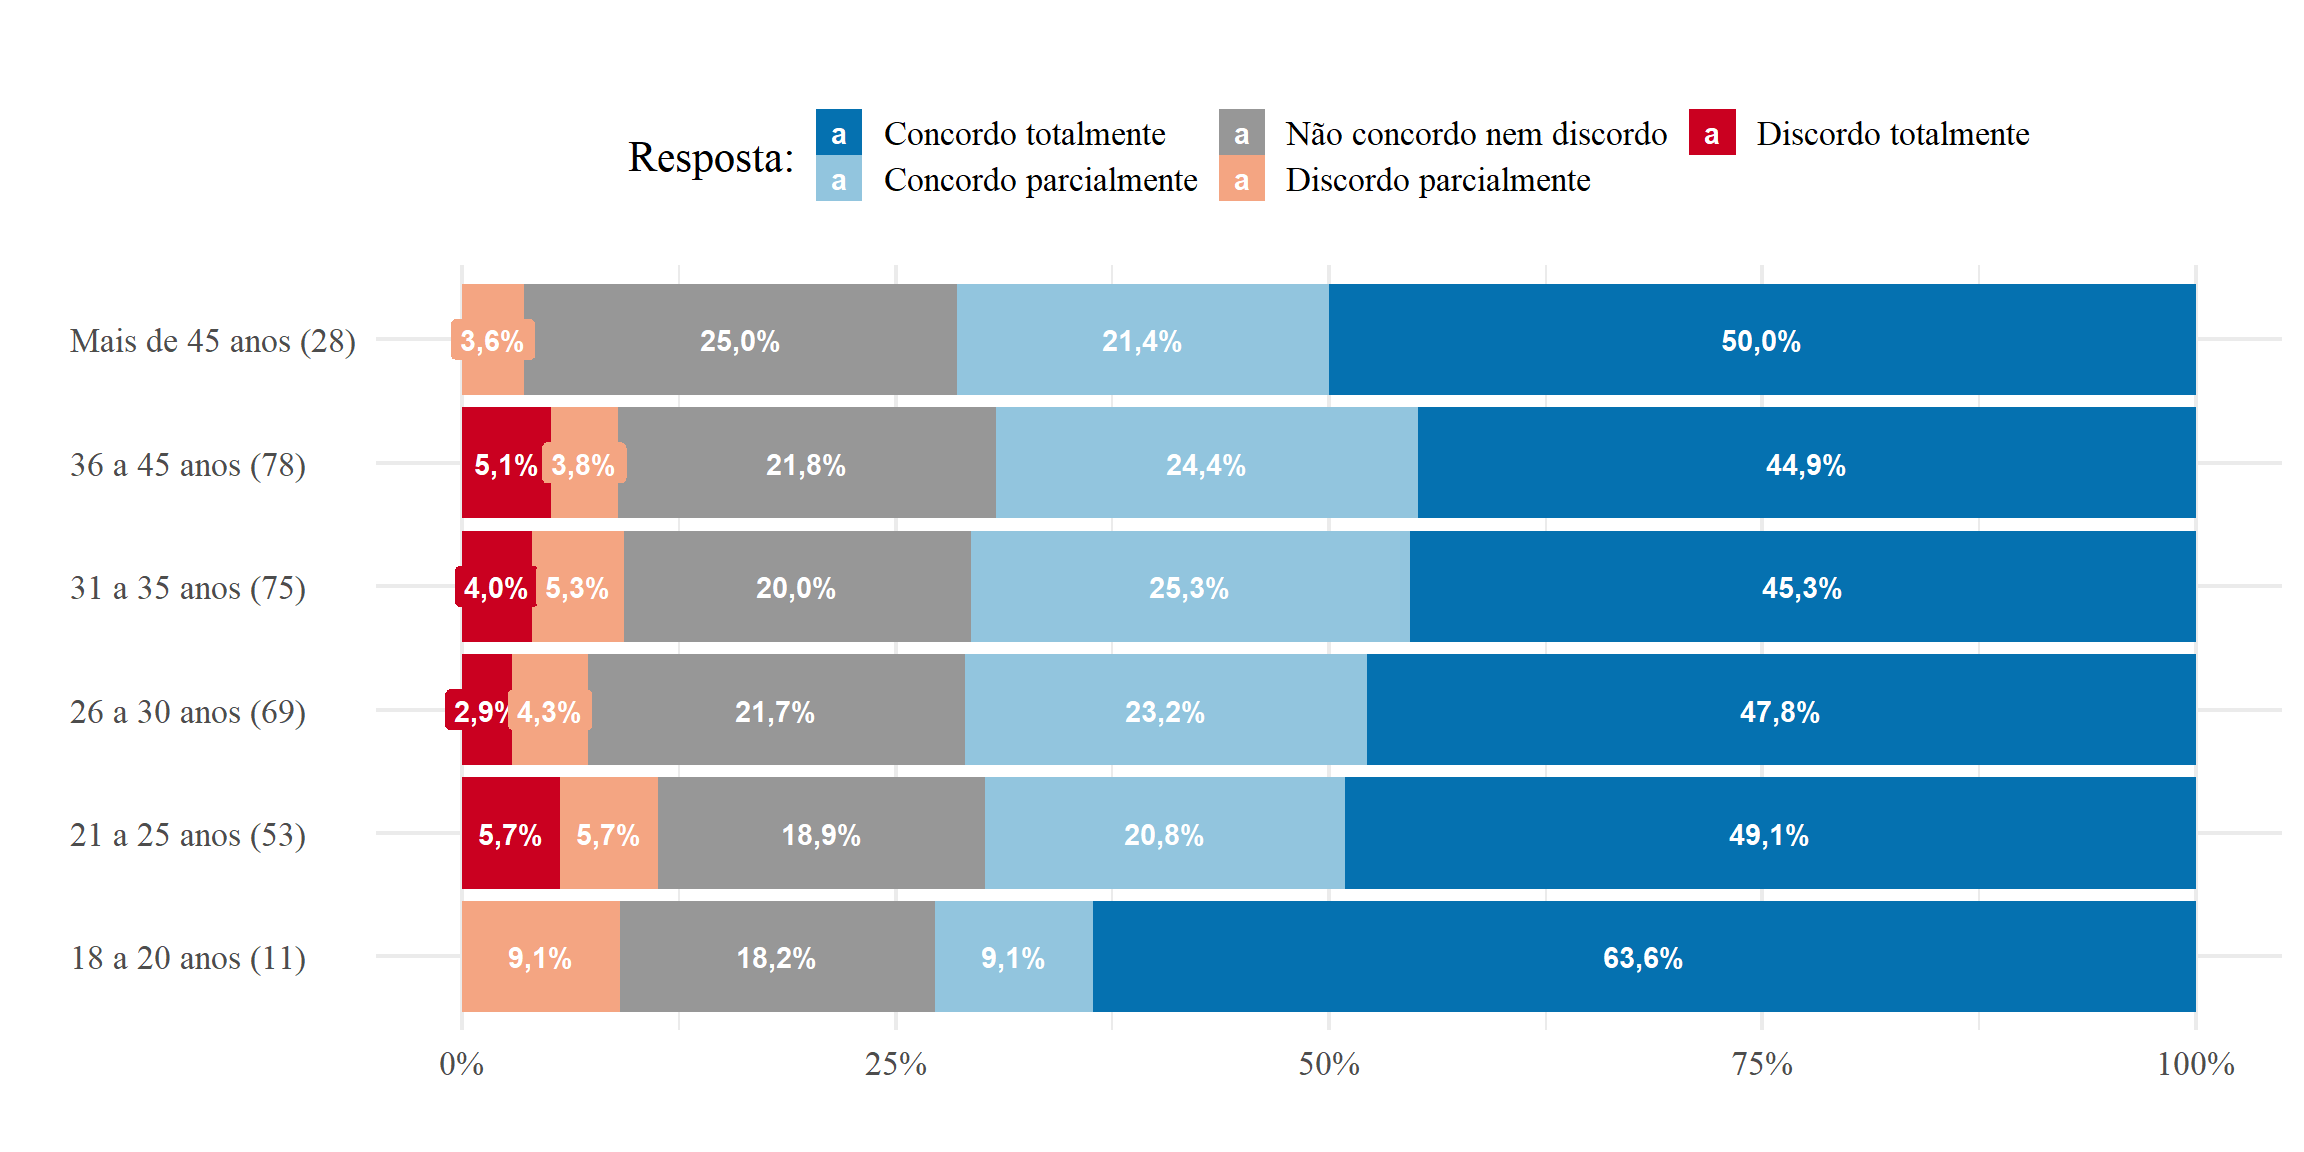 Resposta:
a Concordo totalmente a Não concordo nem discordo a Discordo totalmente
a Concordo parcialmente a Discordo parcialmente
Mais de 45 anos (28) 3,6% 25,0% 21,4% 50,0%
36 a 45 anos (78) 5,1% 3,8% 21,8% 24,4% 44,9%
31 a 35 anos (75) 4,0% 5,3% 20,0% 25,3% 45,3%
26 a 30 anos (69) 2,9% 4,3% 21,7% 23,2% 47,8%
21 a 25 anos (53) 5,7% 5,7% 18,9% 20,8% 49,1%
18 a 20 anos (11) 9,1% 18,2% 9,1% 63,6%
0% 25% 50% 75% 100%